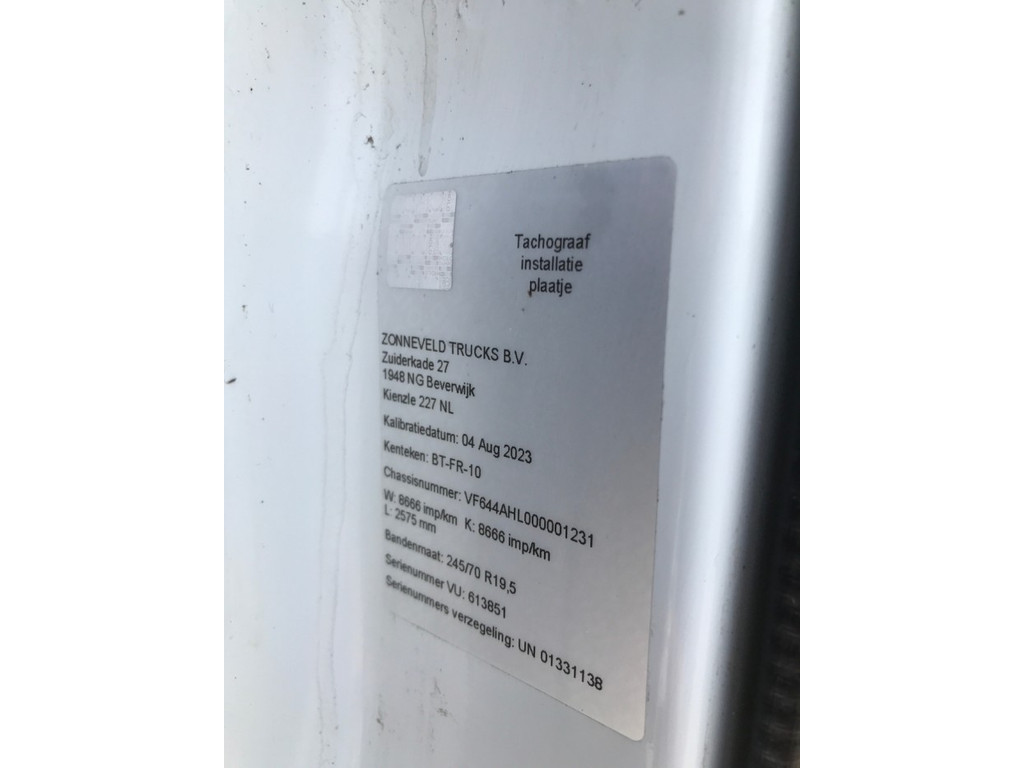 Tachograaf
installatie
plaatje
ZONNEVELD TRUCKS B.V.
Zuiderkade 27
1948 NG Beverwijk
Kienzle 227 NL
Kalibratiedatum: 04 Aug 2023
Kenteken: BT-FR-10
Chassisnummer: VF644AHL000001231
W: 8666 imp/km K: 8666 imp/km
L: 2575 mm
Bandenmaat: 245/70 R19,5
Serienummer VU: 613851
Serienummers verzegeling: UN 01331138